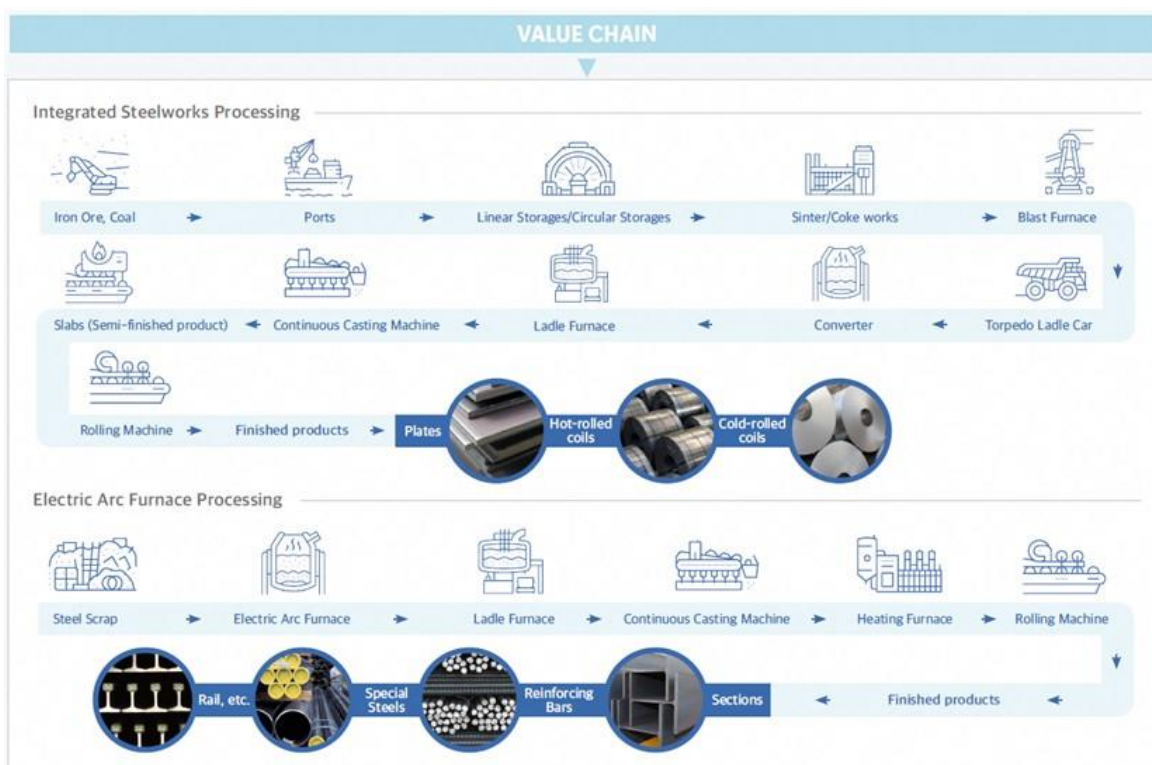 VALUE CHAIN
Integrated Steelworks Processing
Iron Ore, Coal
Ports
Linear Storages/Circular Storages
Sinter/Coke works
Blast Furnace
Torpedo Ladle Car
Converter
Ladle Furnace
Continuous Casting Machine
Slabs (Semi-finished product)
Rolling Machine
Finished products
Plates
Hot-rolled
coils
Cold-rolled
coils
Electric Arc Furnace Processing
Steel Scrap
Electric Arc Furnace
Ladle Furnace
Continuous Casting Machine
Heating Furnace
Rolling Machine
Finished products
Sections
Reinforcing
Bars
Special
Steels
Rail, etc.